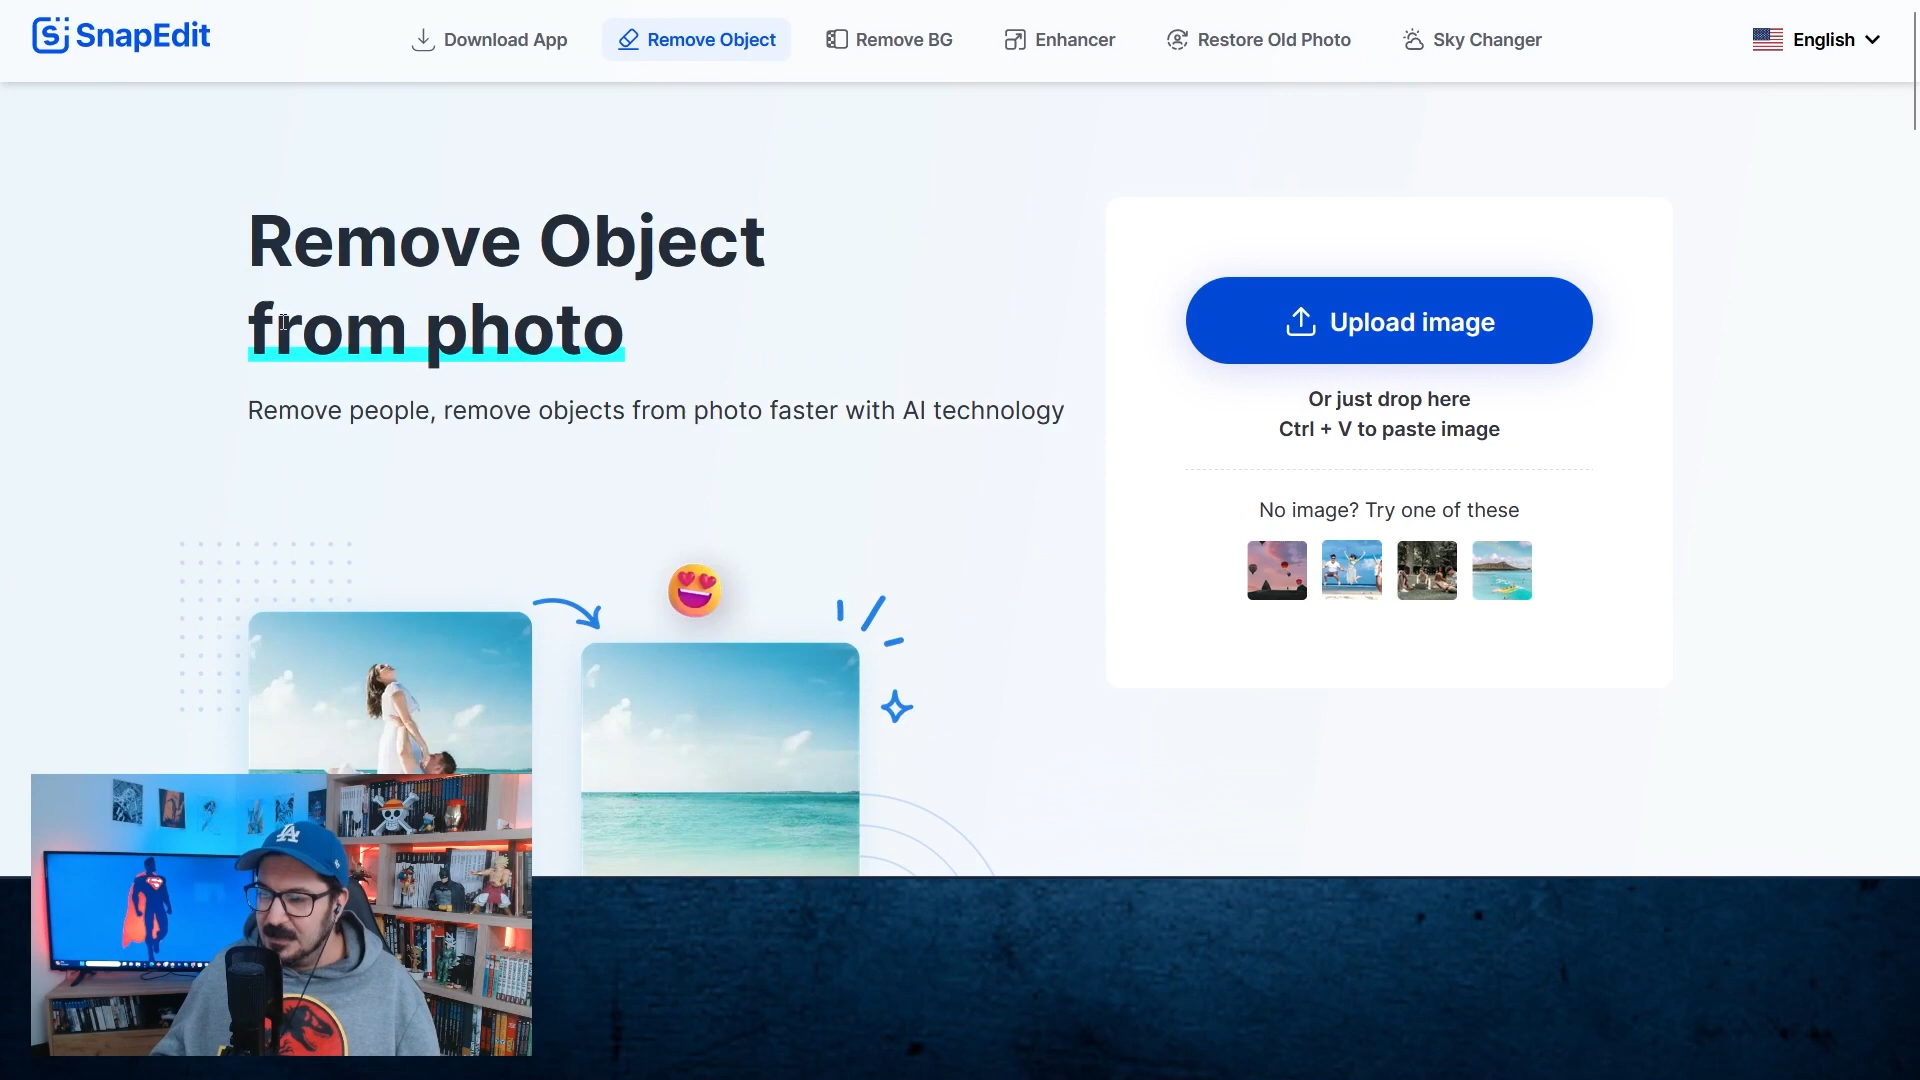 SnapEdit
Download App
Remove Object
Remove BG
Enhancer
Restore Old Photo
Sky Changer
English
Remove Object
from photo
Remove people, remove objects from photo faster with AI technology
Upload image
Or just drop here
Ctrl + V to paste image
No image? Try one of these
LA